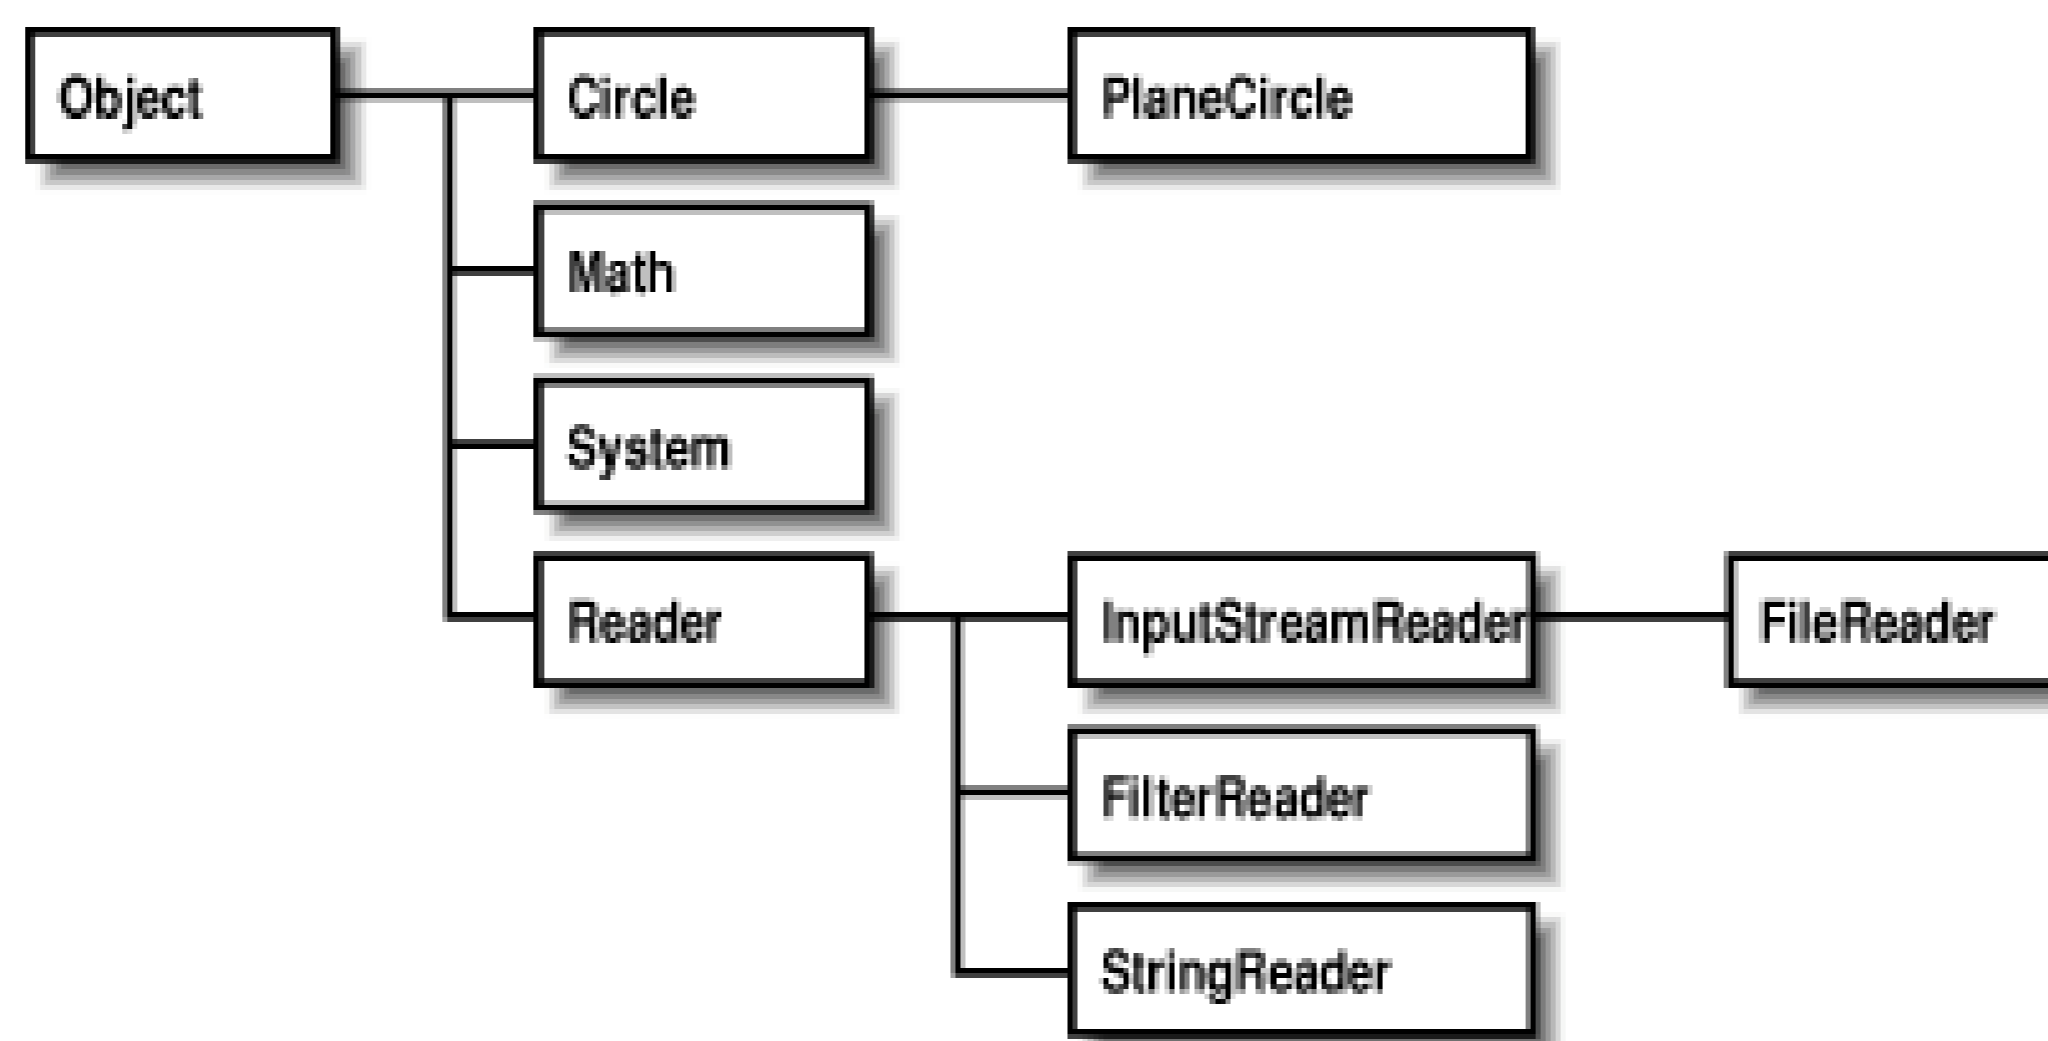 Object
Circle
PlaneCircle
Math
System
Reader
InputStreamReader
FileReader
FilterReader
StringReader